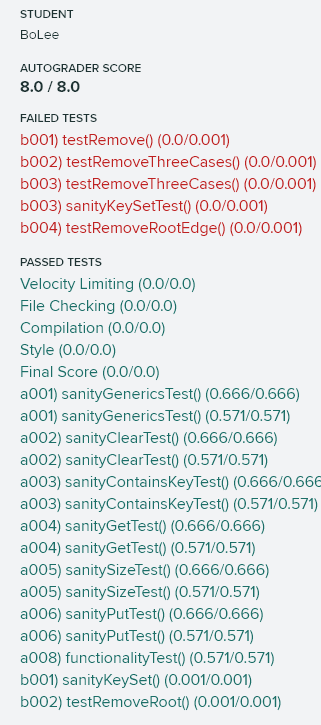 STUDENT
BoLee
AUTOGRADER SCORE
8.0 / 8.0
FAILED TESTS
b001) testRemove() (0.0/0.001)
b002) testRemoveThreeCases() (0.0/0.001)
b003) testRemoveThreeCases() (0.0/0.001)
b003) sanityKeySetTest() (0.0/0.001)
b004) testRemoveRootEdge() (0.0/0.001)
PASSED TESTS
Velocity Limiting (0.0/0.0)
File Checking (0.0/0.0)
Compilation (0.0/0.0)
Style (0.0/0.0)
Final Score (0.0/0.0)
a001) sanityGenericsTest() (0.666/0.666)
a001) sanityGenericsTest() (0.571/0.571)
a002) sanityClearTest() (0.666/0.666)
a002) sanityClearTest() (0.571/0.571)
a003) sanityContainsKeyTest() (0.666/0.666
a003) sanityContainsKeyTest() (0.571/0.571)
a004) sanityGetTest() (0.666/0.666)
a004) sanityGetTest() (0.571/0.571)
a005) sanitySizeTest() (0.666/0.666)
a005) sanitySizeTest() (0.571/0.571)
a006) sanityPutTest() (0.666/0.666)
a006) sanityPutTest() (0.571/0.571)
a008) functionalityTest() (0.571/0.571)
b001) sanityKeySet() (0.001/0.001)
b002) testRemoveRoot() (0.001/0.001)